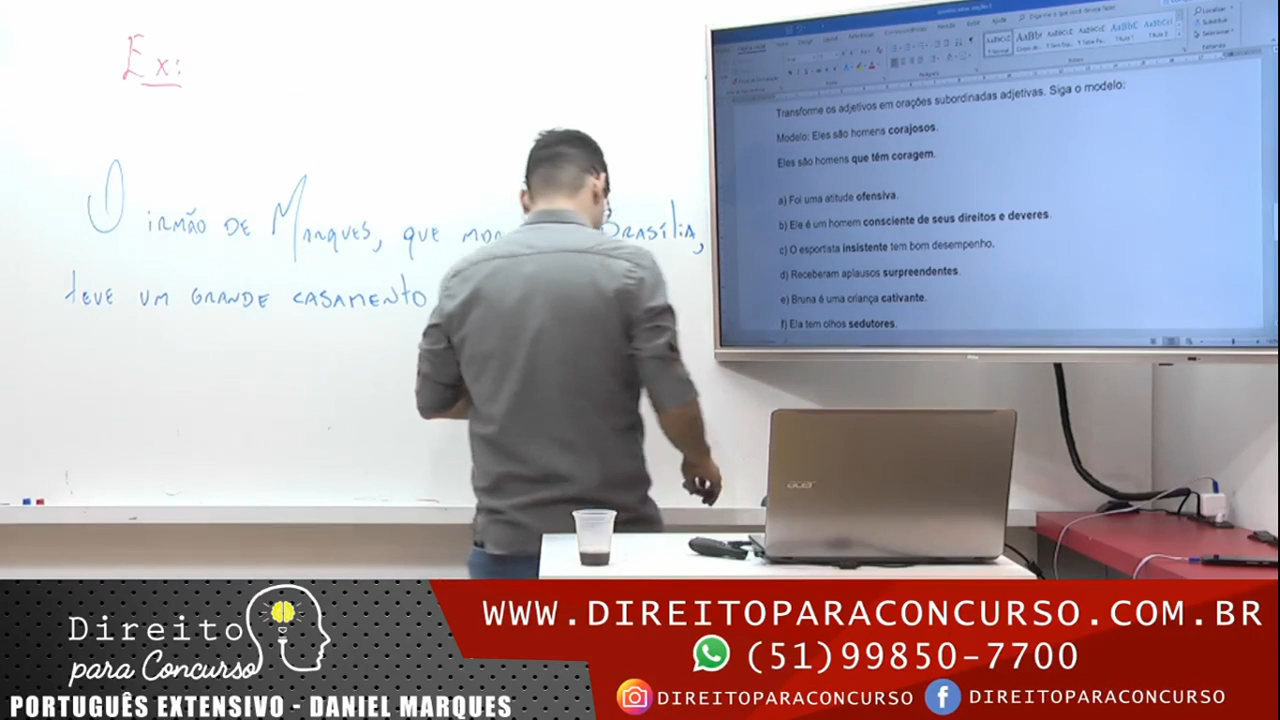 Ex:
O irmão de Marques, que mor Brasília,
teve um grande casamento
Transforme os adjetivos em orações subordinadas adjetivas. Siga o modelo:
Modelo: Eles são homens corajosos.
Eles são homens que têm coragem.
a) Foi uma atitude ofensiva.
b) Ele é um homem consciente de seus direitos e deveres.
c) O esportista insistente tem bom desempenho.
d) Receberam aplausos surpreendentes.
e) Bruna é uma criança cativante.
f) Ela tem olhos sedutores.
acer
Direito
para Concurso
PORTUGUÊS EXTENSIVO - DANIEL MARQUES
WWW.DIREITOPARACONCURSO.COM.BR
(51)99850-7700
DIREITOPARACONCURSO DIREITOPARACONCURSO